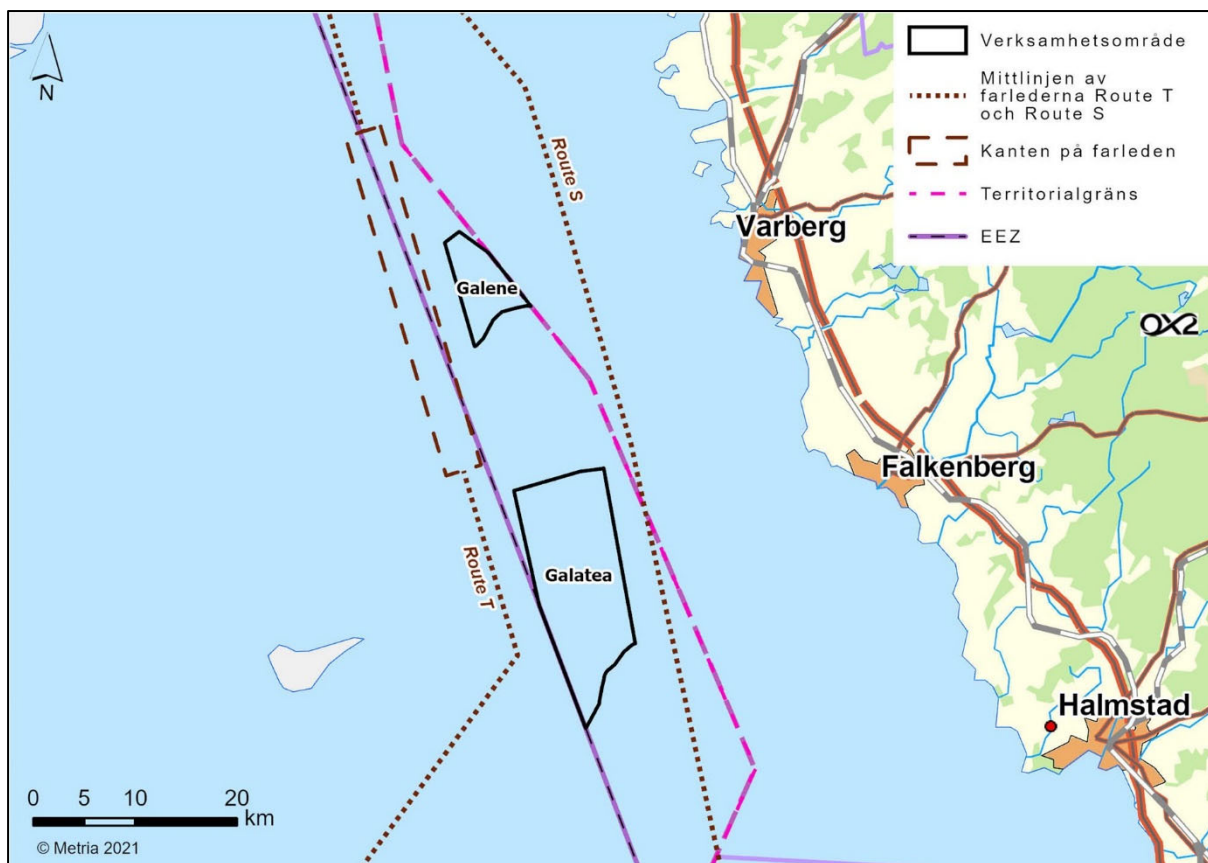 Verksamhetsområde
Mittlinjen av
farlederna Route T
och Route S
Kanten på farleden
Territorialgräns
EEZ
N
Route S
Varberg
Galene
OX2
Falkenberg
Galatea
Route T
Halmstad
0 5 10 20
km
© Metria 2021